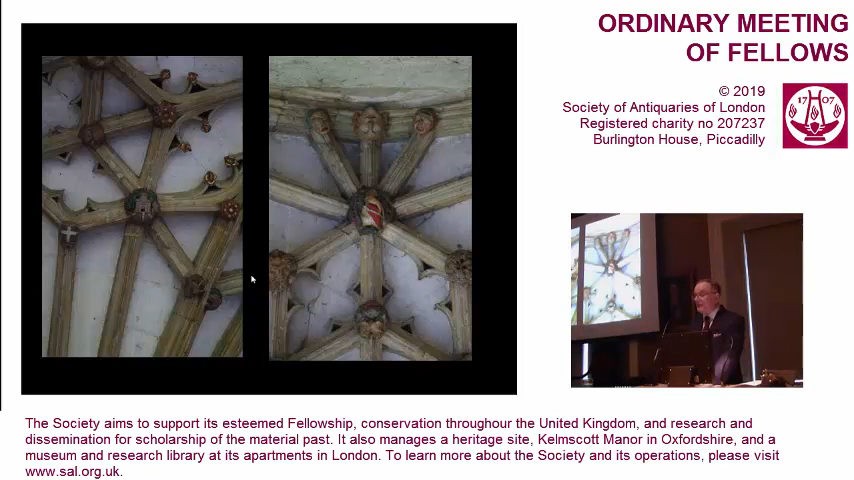 ORDINARY MEETING
OF FELLOWS
© 2019
Society of Antiquaries of London
Registered charity no 207237
Burlington House, Piccadilly
17 07
The Society aims to support its esteemed Fellowship, conservation throughour the United Kingdom, and research and
dissemination for scholarship of the material past. It also manages a heritage site, Kelmscott Manor in Oxfordshire, and a
museum and research library at its apartments in London. To learn more about the Society and its operations, please visit
www.sal.org.uk.